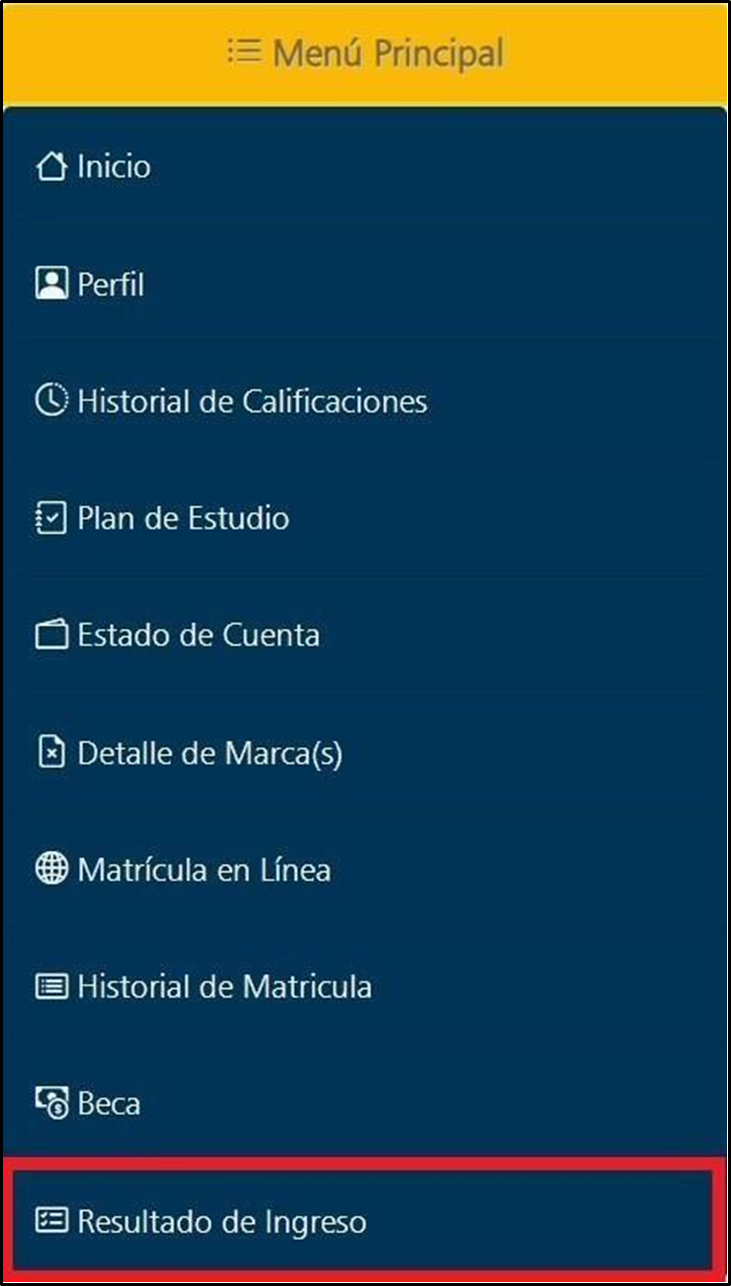 Menú Principal
Inicio
Perfil
Historial de Calificaciones
Plan de Estudio
Estado de Cuenta
Detalle de Marca(s)
Matrícula en Línea
Historial de Matricula
Beca
Resultado de Ingreso